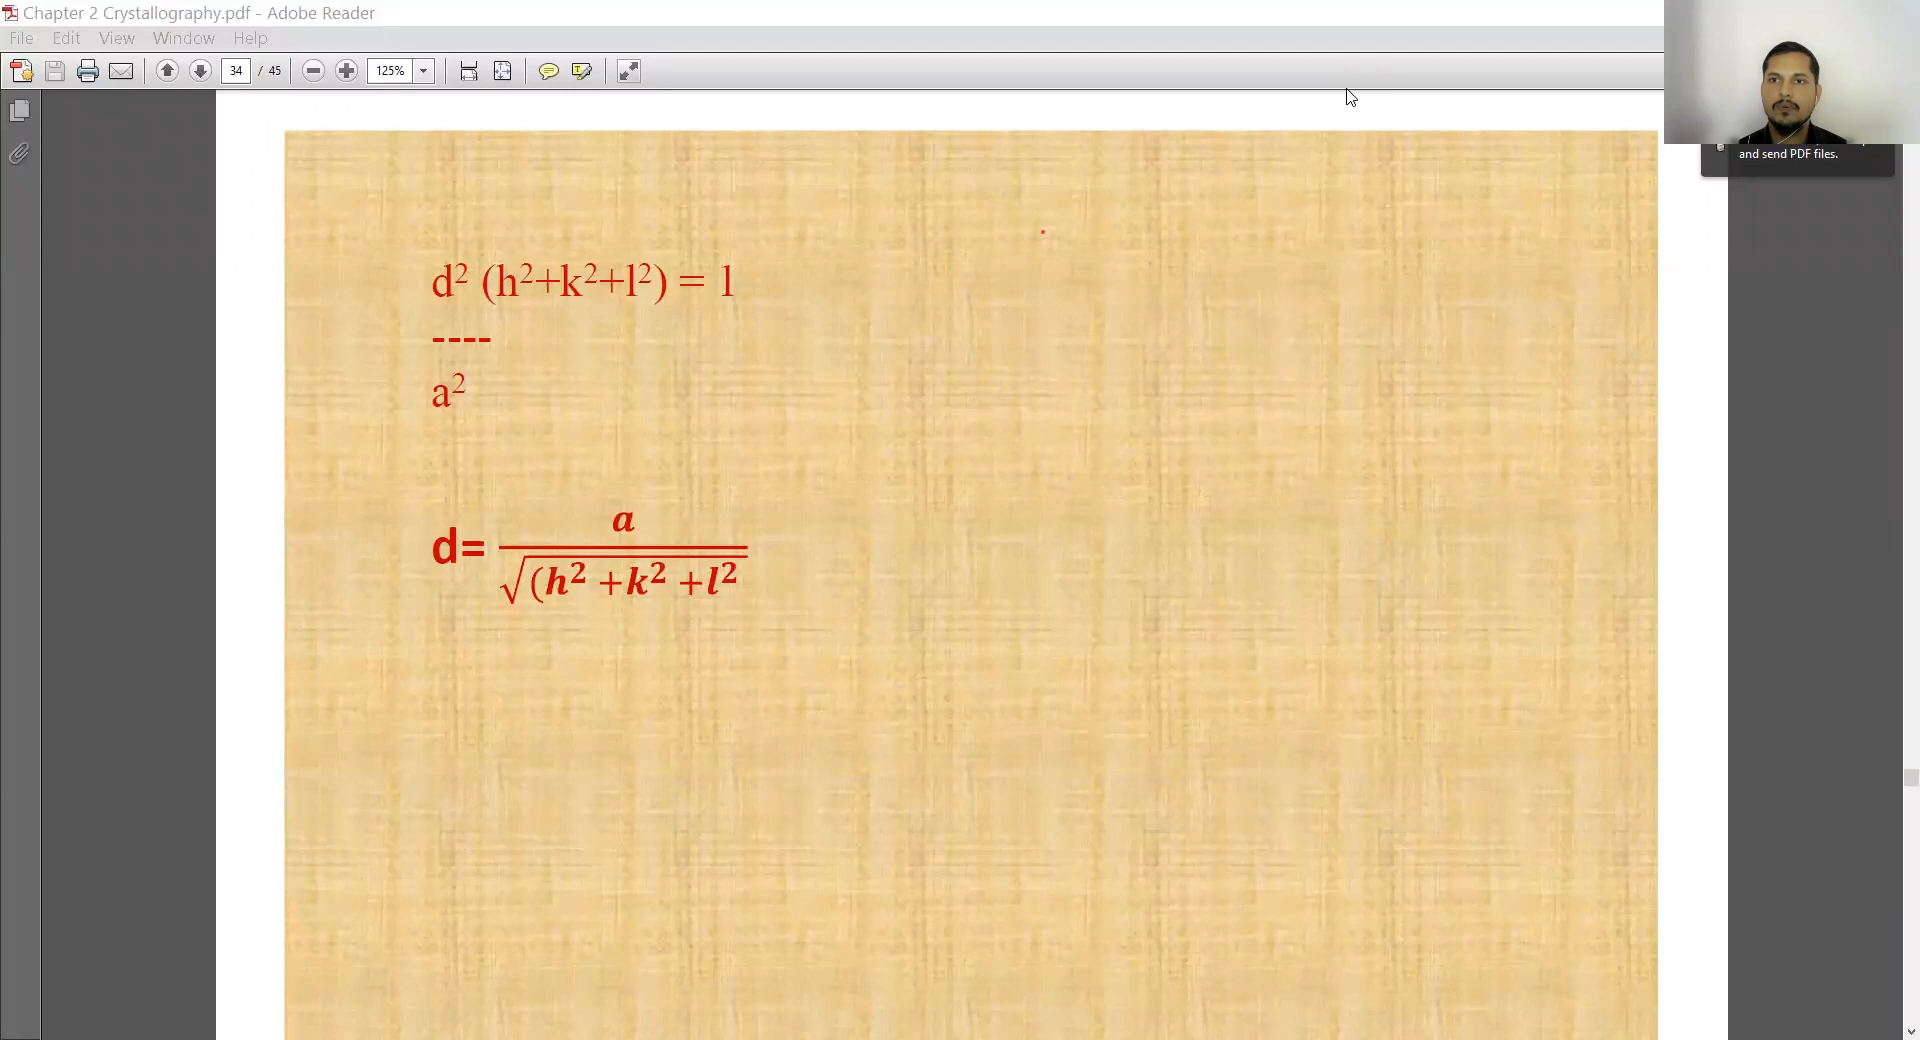 Chapter 2 Crystallography.pdf - Adobe Reader
File Edit View Window Help
34 / 45 125%
and send PDF files.
d² (h²+k²+l²) = 1
----
a²
a
d=
√(h² +k² +l²